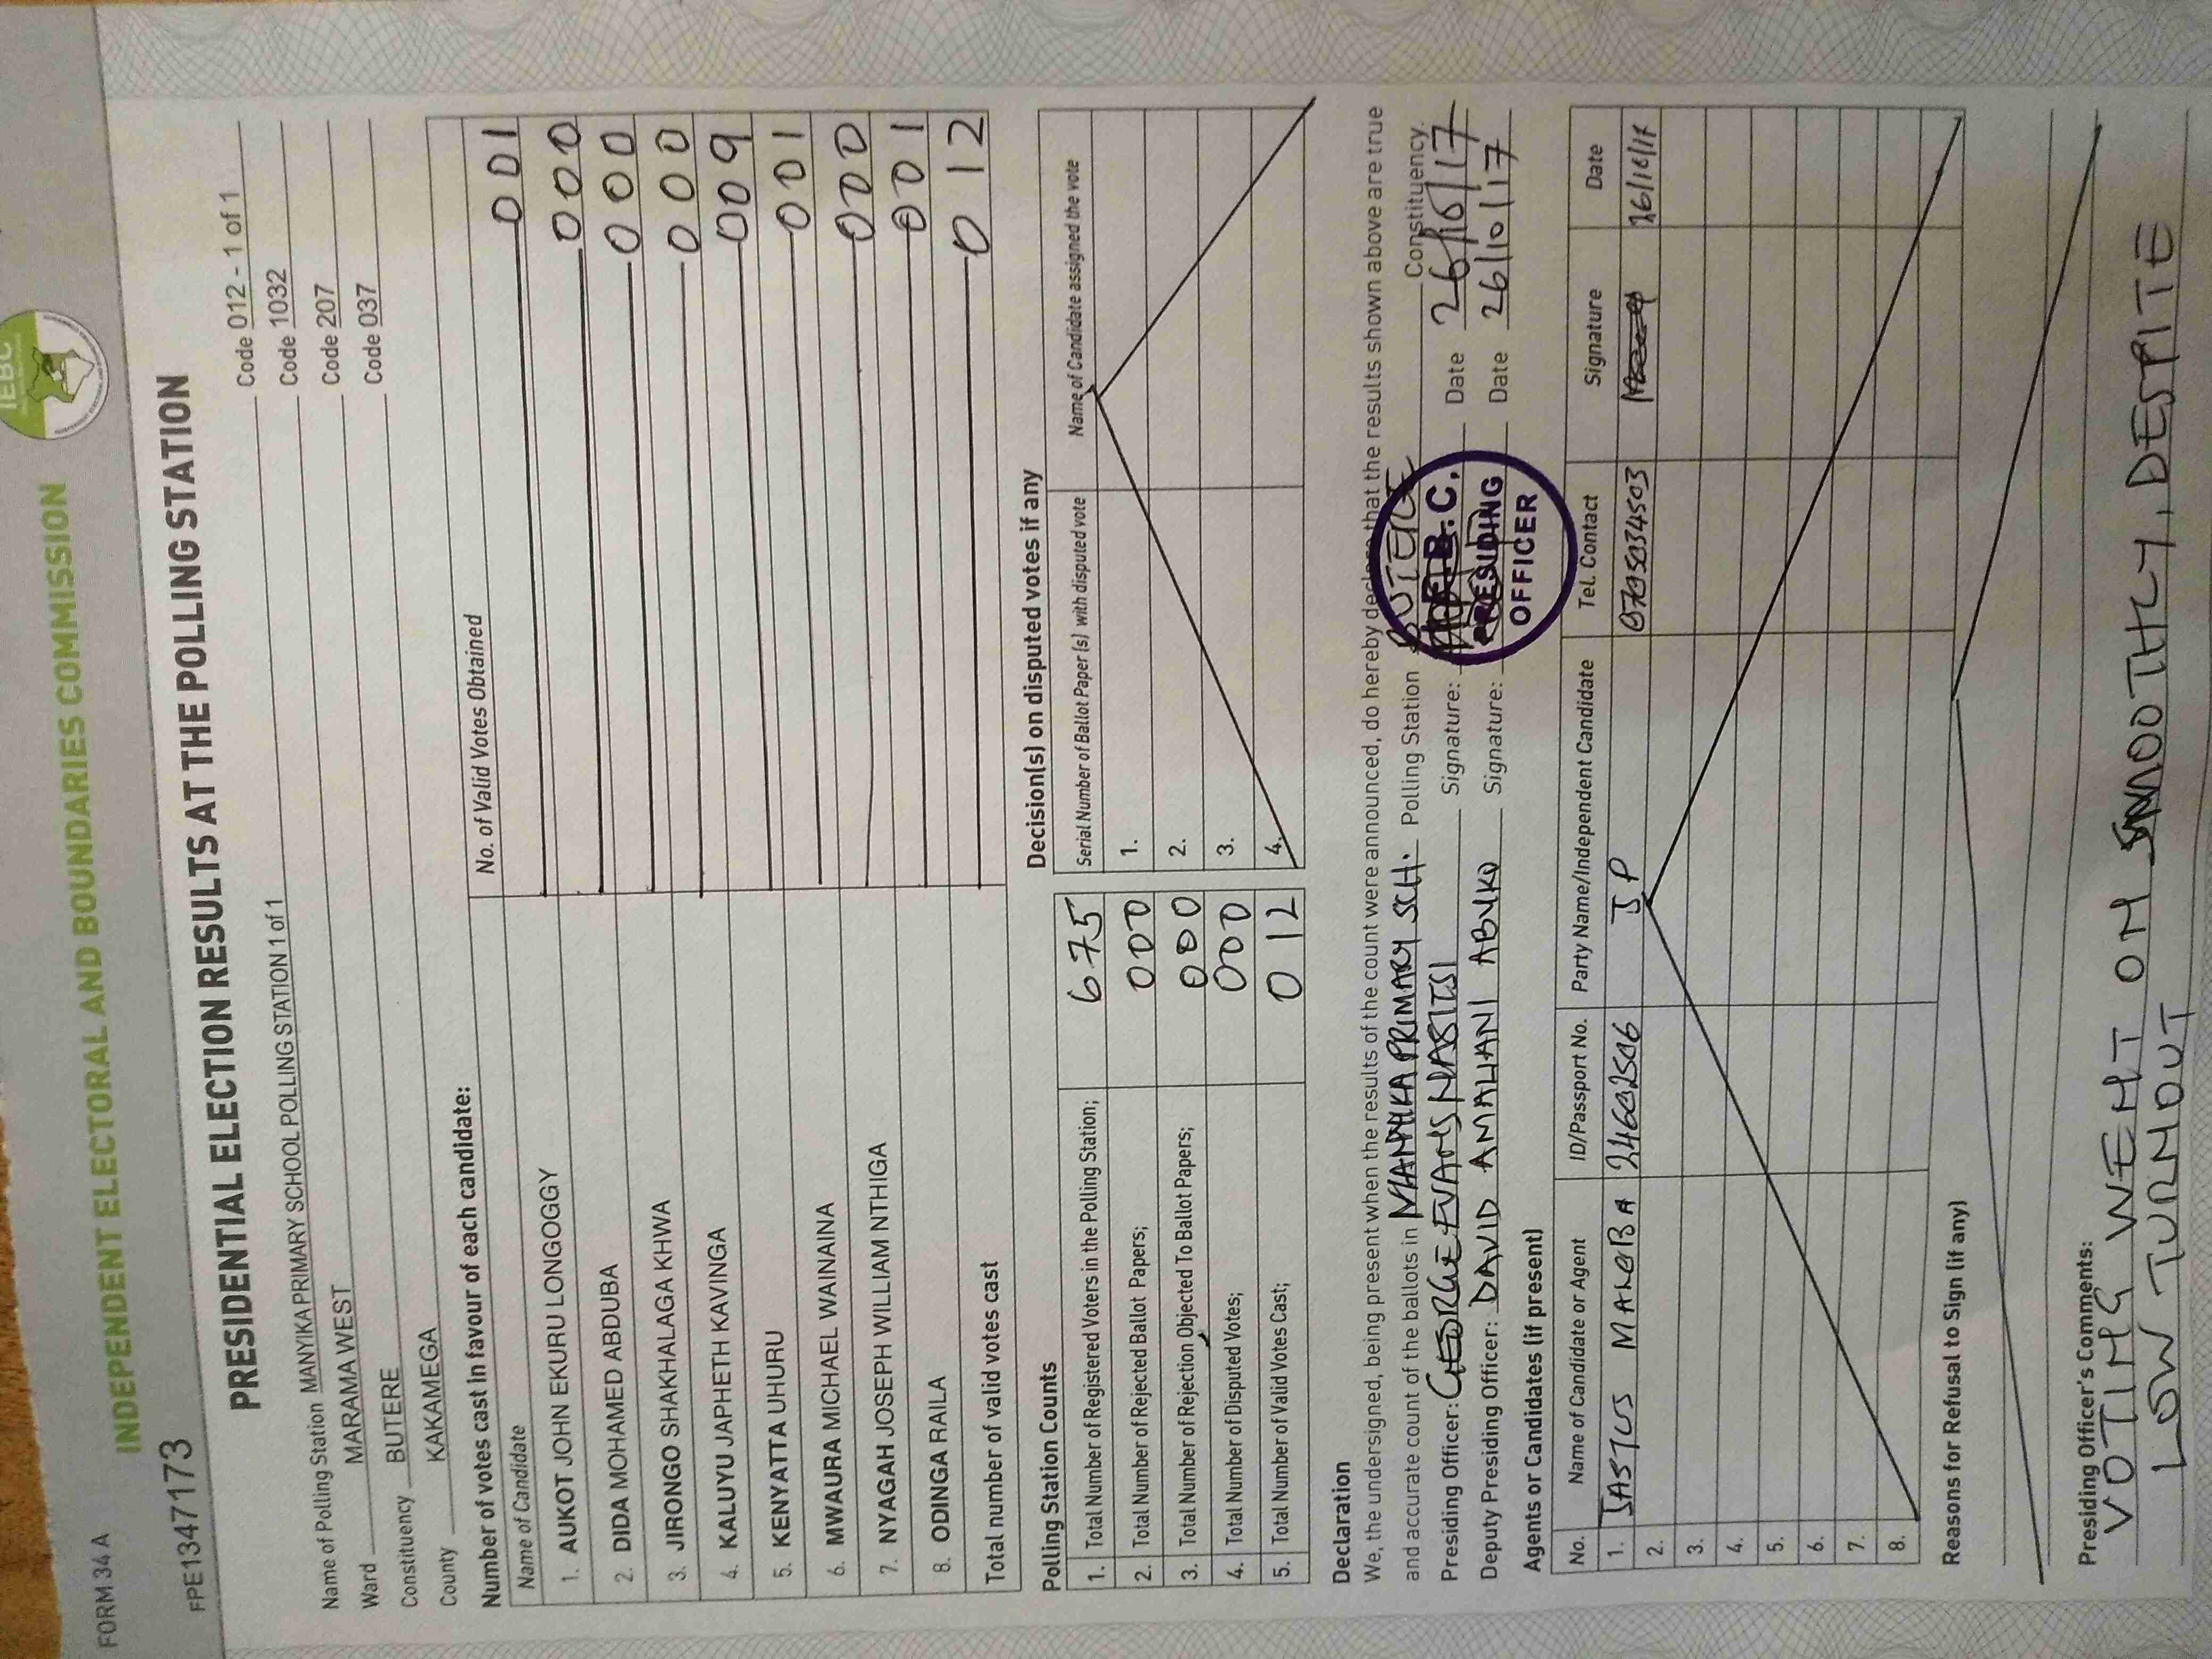 FORM 34 A
INDEPENDENT ELECTORAL AND BOUNDARIES COMMISSION
IEBC
FPE1347173
PRESIDENTIAL ELECTION RESULTS AT THE POLLING STATION
Name of Polling Station MANYIKA PRIMARY SCHOOL POLLING STATION 1 of 1 Code 012 - 1 of 1
Ward MARAMA WEST Code 1032
Constituency BUTERE Code 207
County KAKAMEGA Code 037
Number of votes cast in favour of each candidate:
Name of Candidate No. of Valid Votes Obtained
1. AUKOT JOHN EKURU LONGOGGY 001
2. DIDA MOHAMED ABDUBA 000
3. JIRONGO SHAKHALAGA KHWA 000
4. KALUYU JAPHETH KAVINGA 000
5. KENYATTA UHURU 009
6. MWAURA MICHAEL WAINAINA 001
7. NYAGAH JOSEPH WILLIAM NTHIGA 000
8. ODINGA RAILA 001
Total number of valid votes cast 012
Polling Station Counts
1. Total Number of Registered Voters in the Polling Station; 675
2. Total Number of Rejected Ballot Papers; 000
3. Total Number of Rejection Objected To Ballot Papers; 000
4. Total Number of Disputed Votes; 000
5. Total Number of Valid Votes Cast; 012
Decision(s) on disputed votes if any
Serial Number of Ballot Paper (s) with disputed vote Name of Candidate assigned the vote
1.
2.
3.
4.
Declaration
We, the undersigned, being present when the results of the count were announced, do hereby declare that the results shown above are true
and accurate count of the ballots in MANYIKA PRIMARY SCH. Polling Station BUTERE Constituency.
Presiding Officer: GEORGE EVANS NABITSI Signature: Date 26/10/17
Deputy Presiding Officer: DAVID AMAHANI ABUKO Signature: Date 26/10/17
I.E.B.C.
PRESIDING
OFFICER
Agents or Candidates (if present)
No. Name of Candidate or Agent ID/Passport No. Party Name/Independent Candidate Tel. Contact Signature Date
1. JASTUS 24602506 JP 26/10/17
2.
3.
4.
5.
6.
7.
8.
Reasons for Refusal to Sign (if any)
Presiding Officer's Comments:
VOTING WENT ON SMOOTHLY, DESPITE
LOW TURNOUT